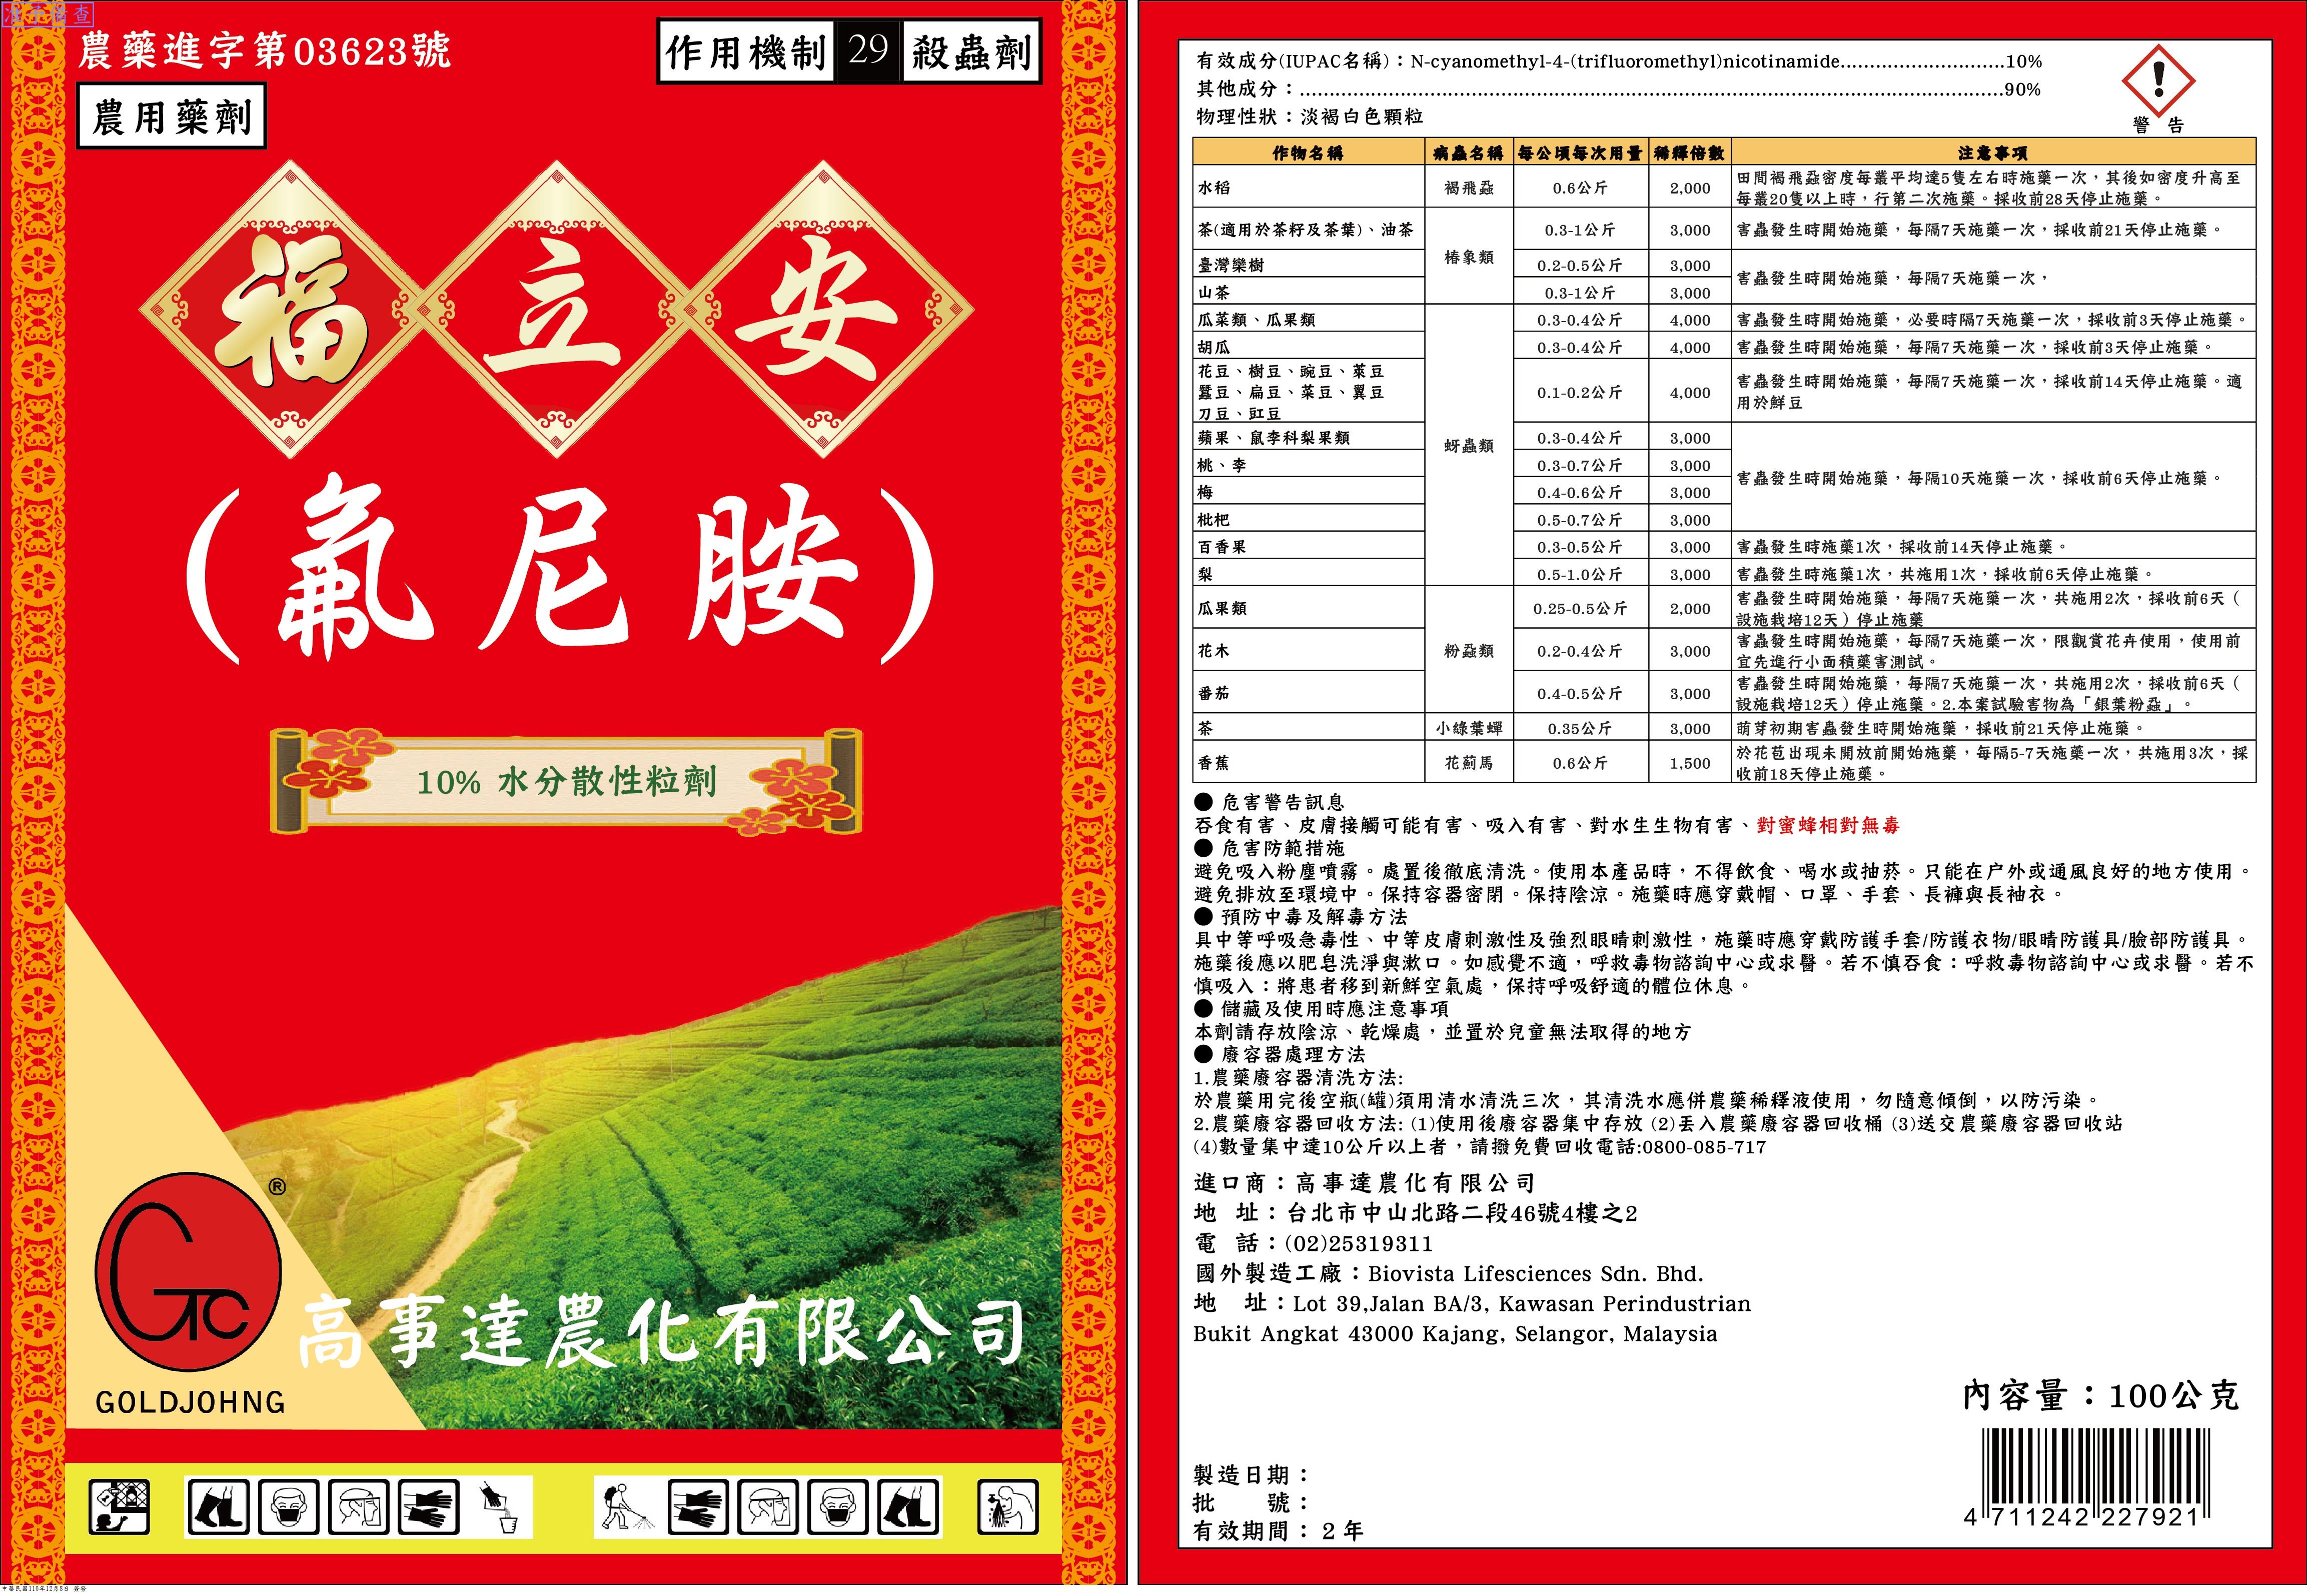 農藥進字第03623號
作用機制 29 殺蟲劑
農用藥劑
福立安
(氟尼胺)
10% 水分散性粒劑
®
GTC
高事達農化有限公司
GOLDJOHNG
中華民國110年12月8日 簽發
有效成分(IUPAC名稱)：N-cyanomethyl-4-(trifluoromethyl)nicotinamide............................10%
其他成分：........................................................................................................................90%
物理性狀：淡褐白色顆粒
警 告
作物名稱 病蟲名稱 每公頃每次用量 稀釋倍數 注意事項
水稻 褐飛蝨 0.6公斤 2,000 田間褐飛蝨密度每叢平均達5隻左右時施藥一次，其後如密度升高至
每叢20隻以上時，行第二次施藥。採收前28天停止施藥。
茶(適用於茶籽及茶葉)、油茶 椿象類 0.3-1公斤 3,000 害蟲發生時開始施藥，每隔7天施藥一次，採收前21天停止施藥。
臺灣欒樹 0.2-0.5公斤 3,000 害蟲發生時開始施藥，每隔7天施藥一次，
山茶 0.3-1公斤 3,000
瓜菜類、瓜果類 蚜蟲類 0.3-0.4公斤 4,000 害蟲發生時開始施藥，必要時隔7天施藥一次，採收前3天停止施藥。
胡瓜 0.3-0.4公斤 4,000 害蟲發生時開始施藥，每隔7天施藥一次，採收前3天停止施藥。
花豆、樹豆、豌豆、萊豆
蠶豆、扁豆、菜豆、翼豆
刀豆、豇豆 0.1-0.2公斤 4,000 害蟲發生時開始施藥，每隔7天施藥一次，採收前14天停止施藥。適
用於鮮豆
蘋果、鼠李科梨果類 0.3-0.4公斤 3,000 害蟲發生時開始施藥，每隔10天施藥一次，採收前6天停止施藥。
桃、李 0.3-0.7公斤 3,000
梅 0.4-0.6公斤 3,000
枇杷 0.5-0.7公斤 3,000
百香果 0.3-0.5公斤 3,000 害蟲發生時施藥1次，採收前14天停止施藥。
梨 0.5-1.0公斤 3,000 害蟲發生時施藥1次，共施用1次，採收前6天停止施藥。
瓜果類 粉蝨類 0.25-0.5公斤 2,000 害蟲發生時開始施藥，每隔7天施藥一次，共施用2次，採收前6天（
設施栽培12天）停止施藥
花木 0.2-0.4公斤 3,000 害蟲發生時開始施藥，每隔7天施藥一次，限觀賞花卉使用，使用前
宜先進行小面積藥害測試。
番茄 0.4-0.5公斤 3,000 害蟲發生時開始施藥，每隔7天施藥一次，共施用2次，採收前6天（
設施栽培12天）停止施藥。2.本案試驗害物為「銀葉粉蝨」。
茶 小綠葉蟬 0.35公斤 3,000 萌芽初期害蟲發生時開始施藥，採收前21天停止施藥。
香蕉 花薊馬 0.6公斤 1,500 於花苞出現未開放前開始施藥，每隔5-7天施藥一次，共施用3次，採
收前18天停止施藥。
● 危害警告訊息
吞食有害、皮膚接觸可能有害、吸入有害、對水生生物有害、對蜜蜂相對無毒
● 危害防範措施
避免吸入粉塵噴霧。處置後徹底清洗。使用本產品時，不得飲食、喝水或抽菸。只能在戶外或通風良好的地方使用。
避免排放至環境中。保持容器密閉。保持陰涼。施藥時應穿戴帽、口罩、手套、長褲與長袖衣。
● 預防中毒及解毒方法
具中等呼吸急毒性、中等皮膚刺激性及強烈眼睛刺激性，施藥時應穿戴防護手套/防護衣物/眼睛防護具/臉部防護具。
施藥後應以肥皂洗淨與漱口。如感覺不適，呼救毒物諮詢中心或求醫。若不慎吞食：呼救毒物諮詢中心或求醫。若不
慎吸入：將患者移到新鮮空氣處，保持呼吸舒適的體位休息。
● 儲藏及使用時應注意事項
本劑請存放陰涼、乾燥處，並置於兒童無法取得的地方
● 廢容器處理方法
1.農藥廢容器清洗方法:
於農藥用完後空瓶(罐)須用清水清洗三次，其清洗水應併農藥稀釋液使用，勿隨意傾倒，以防污染。
2.農藥廢容器回收方法: (1)使用後廢容器集中存放 (2)丟入農藥廢容器回收桶 (3)送交農藥廢容器回收站
(4)數量集中達10公斤以上者，請撥免費回收電話:0800-085-717
進口商：高事達農化有限公司
地 址：台北市中山北路二段46號4樓之2
電 話：(02)25319311
國外製造工廠：Biovista Lifesciences Sdn. Bhd.
地 址：Lot 39,Jalan BA/3, Kawasan Perindustrian
Bukit Angkat 43000 Kajang, Selangor, Malaysia
內容量：100公克
4 711242 227921
製造日期：
批 號：
有效期間：2年